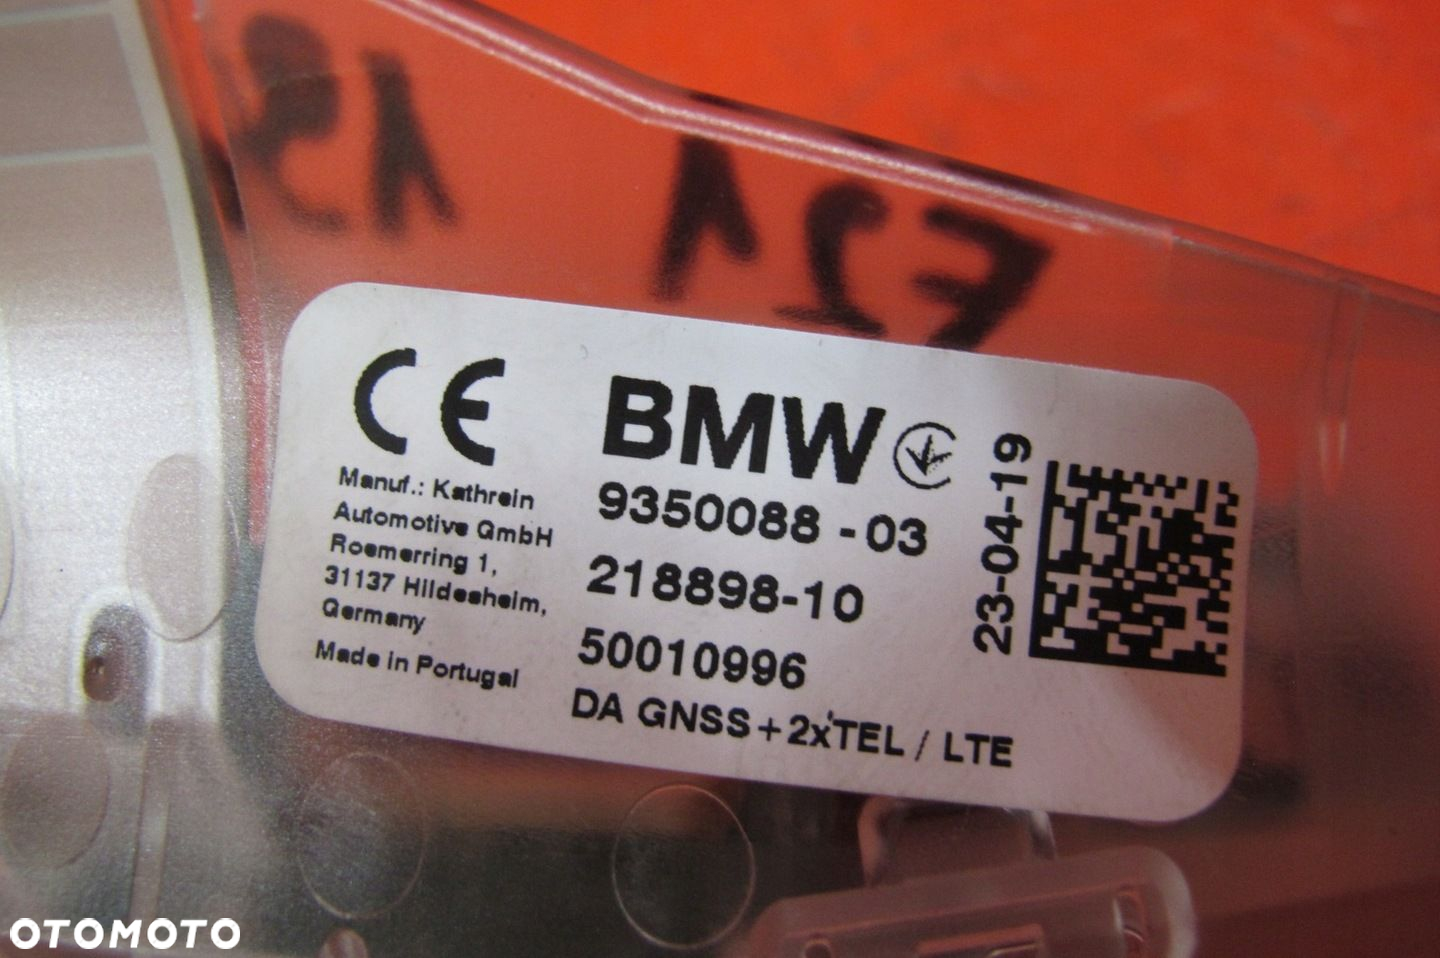 CE
Manuf.: Kathrein
Automotive GmbH
Roemerring 1,
31137 Hildesheim,
Germany
Made in Portugal
BMW
9350088 - 03
218898-10
50010996
DA GNSS + 2xTEL / LTE
23-04-19
OTOMOTO